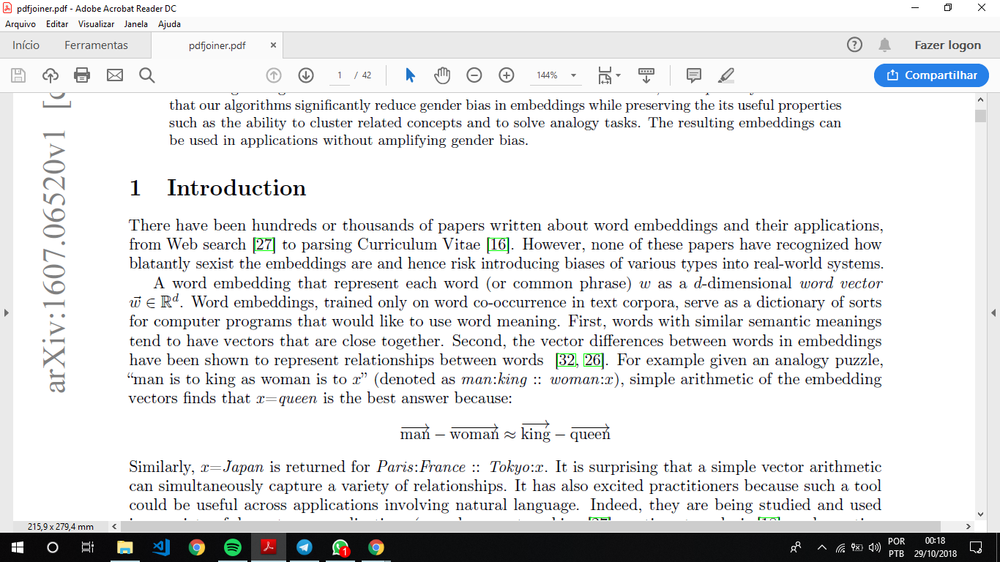 pdfjoiner.pdf - Adobe Acrobat Reader DC
Arquivo Editar Visualizar Janela Ajuda
Início Ferramentas pdfjoiner.pdf × Fazer logon
1 / 42 144% Compartilhar
that our algorithms significantly reduce gender bias in embeddings while preserving the its useful properties
such as the ability to cluster related concepts and to solve analogy tasks. The resulting embeddings can
be used in applications without amplifying gender bias.
arXiv:1607.06520v1
1 Introduction
There have been hundreds or thousands of papers written about word embeddings and their applications,
from Web search [27] to parsing Curriculum Vitae [16]. However, none of these papers have recognized how
blatantly sexist the embeddings are and hence risk introducing biases of various types into real-world systems.
A word embedding that represent each word (or common phrase) w as a d-dimensional word vector
w⃗ ∈ ℝᵈ. Word embeddings, trained only on word co-occurrence in text corpora, serve as a dictionary of sorts
for computer programs that would like to use word meaning. First, words with similar semantic meanings
tend to have vectors that are close together. Second, the vector differences between words in embeddings
have been shown to represent relationships between words [32, 26]. For example given an analogy puzzle,
“man is to king as woman is to x” (denoted as man:king :: woman:x), simple arithmetic of the embedding
vectors finds that x=queen is the best answer because:
man − woman ≈ king − queen
Similarly, x=Japan is returned for Paris:France :: Tokyo:x. It is surprising that a simple vector arithmetic
can simultaneously capture a variety of relationships. It has also excited practitioners because such a tool
could be useful across applications involving natural language. Indeed, they are being studied and used
215,9 x 279,4 mm
1
POR 00:18
PTB 29/10/2018